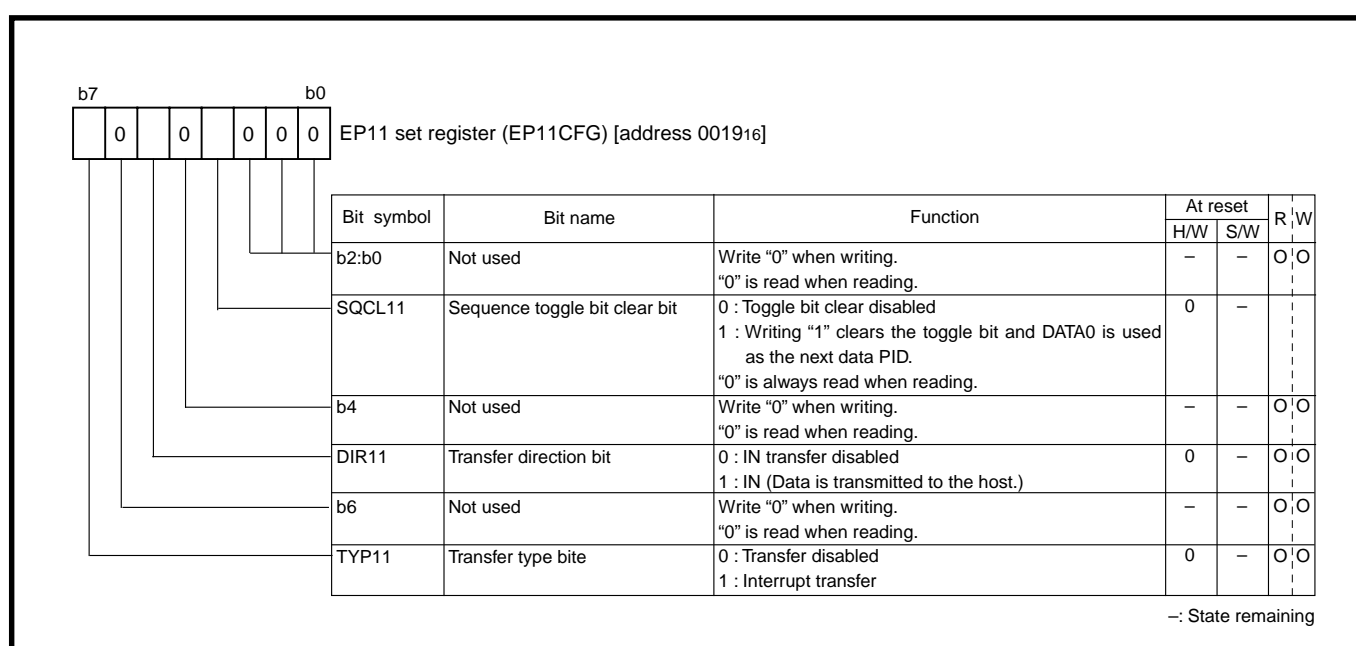 b7 b0
0 0 0 0 0 EP11 set register (EP11CFG) [address 001916]
Bit symbol Bit name Function At reset R W
H/W S/W
b2:b0 Not used Write “0” when writing. – – O O
“0” is read when reading.
SQCL11 Sequence toggle bit clear bit 0 : Toggle bit clear disabled 0 –
1 : Writing “1” clears the toggle bit and DATA0 is used
as the next data PID.
“0” is always read when reading.
b4 Not used Write “0” when writing. – – O O
“0” is read when reading.
DIR11 Transfer direction bit 0 : IN transfer disabled 0 – O O
1 : IN (Data is transmitted to the host.)
b6 Not used Write “0” when writing. – – O O
“0” is read when reading.
TYP11 Transfer type bite 0 : Transfer disabled 0 – O O
1 : Interrupt transfer
–: State remaining